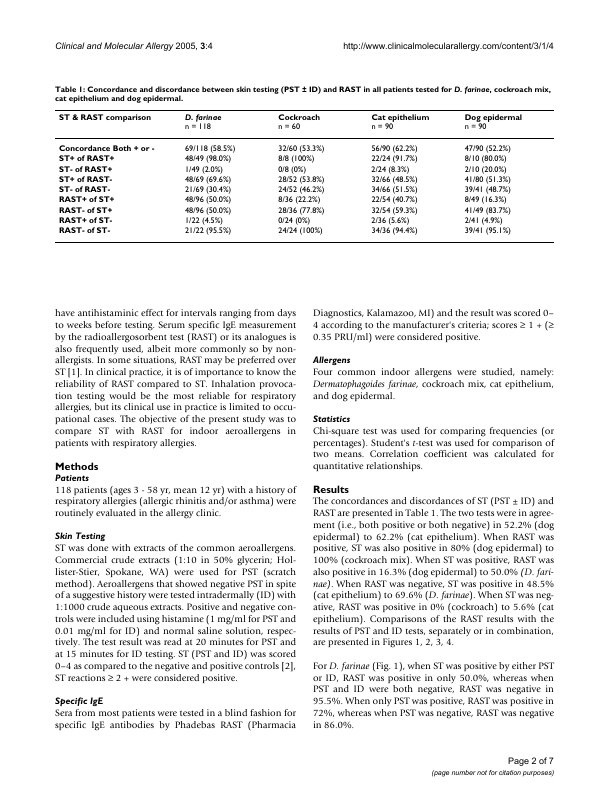 Clinical and Molecular Allergy 2005, 3:4
http://www.clinicalmolecularallergy.com/content/3/1/4
Table 1: Concordance and discordance between skin testing (PST ± ID) and RAST in all patients tested for D. farinae, cockroach mix,
cat epithelium and dog epidermal.
ST & RAST comparison D. farinae Cockroach Cat epithelium Dog epidermal
n = 118 n = 60 n = 90 n = 90
Concordance Both + or - 69/118 (58.5%) 32/60 (53.3%) 56/90 (62.2%) 47/90 (52.2%)
ST+ of RAST+ 48/49 (98.0%) 8/8 (100%) 22/24 (91.7%) 8/10 (80.0%)
ST- of RAST+ 1/49 (2.0%) 0/8 (0%) 2/24 (8.3%) 2/10 (20.0%)
ST+ of RAST- 48/69 (69.6%) 28/52 (53.8%) 32/66 (48.5%) 41/80 (51.3%)
ST- of RAST- 21/69 (30.4%) 24/52 (46.2%) 34/66 (51.5%) 39/41 (48.7%)
RAST+ of ST+ 48/96 (50.0%) 8/36 (22.2%) 22/54 (40.7%) 8/49 (16.3%)
RAST- of ST+ 48/96 (50.0%) 28/36 (77.8%) 32/54 (59.3%) 41/49 (83.7%)
RAST+ of ST- 1/22 (4.5%) 0/24 (0%) 2/36 (5.6%) 2/41 (4.9%)
RAST- of ST- 21/22 (95.5%) 24/24 (100%) 34/36 (94.4%) 39/41 (95.1%)
have antihistaminic effect for intervals ranging from days
to weeks before testing. Serum specific IgE measurement
by the radioallergosorbent test (RAST) or its analogues is
also frequently used, albeit more commonly so by non-
allergists. In some situations, RAST may be preferred over
ST [1]. In clinical practice, it is of importance to know the
reliability of RAST compared to ST. Inhalation provoca-
tion testing would be the most reliable for respiratory
allergies, but its clinical use in practice is limited to occu-
pational cases. The objective of the present study was to
compare ST with RAST for indoor aeroallergens in
patients with respiratory allergies.
Methods
Patients
118 patients (ages 3 - 58 yr, mean 12 yr) with a history of
respiratory allergies (allergic rhinitis and/or asthma) were
routinely evaluated in the allergy clinic.
Skin Testing
ST was done with extracts of the common aeroallergens.
Commercial crude extracts (1:10 in 50% glycerin; Hol-
lister-Stier, Spokane, WA) were used for PST (scratch
method). Aeroallergens that showed negative PST in spite
of a suggestive history were tested intradermally (ID) with
1:1000 crude aqueous extracts. Positive and negative con-
trols were included using histamine (1 mg/ml for PST and
0.01 mg/ml for ID) and normal saline solution, respec-
tively. The test result was read at 20 minutes for PST and
at 15 minutes for ID testing. ST (PST and ID) was scored
0–4 as compared to the negative and positive controls [2],
ST reactions ≥ 2 + were considered positive.
Specific IgE
Sera from most patients were tested in a blind fashion for
specific IgE antibodies by Phadebas RAST (Pharmacia
Diagnostics, Kalamazoo, MI) and the result was scored 0–
4 according to the manufacturer's criteria; scores ≥ 1 + (≥
0.35 PRU/ml) were considered positive.
Allergens
Four common indoor allergens were studied, namely:
Dermatophagoides farinae, cockroach mix, cat epithelium,
and dog epidermal.
Statistics
Chi-square test was used for comparing frequencies (or
percentages). Student's t-test was used for comparison of
two means. Correlation coefficient was calculated for
quantitative relationships.
Results
The concordances and discordances of ST (PST ± ID) and
RAST are presented in Table 1. The two tests were in agree-
ment (i.e., both positive or both negative) in 52.2% (dog
epidermal) to 62.2% (cat epithelium). When RAST was
positive, ST was also positive in 80% (dog epidermal) to
100% (cockroach mix). When ST was positive, RAST was
also positive in 16.3% (dog epidermal) to 50.0% (D. fari-
nae). When RAST was negative, ST was positive in 48.5%
(cat epithelium) to 69.6% (D. farinae). When ST was neg-
ative, RAST was positive in 0% (cockroach) to 5.6% (cat
epithelium). Comparisons of the RAST results with the
results of PST and ID tests, separately or in combination,
are presented in Figures 1, 2, 3, 4.
For D. farinae (Fig. 1), when ST was positive by either PST
or ID, RAST was positive in only 50.0%, whereas when
PST and ID were both negative, RAST was negative in
95.5%. When only PST was positive, RAST was positive in
72%, whereas when PST was negative, RAST was negative
in 86.0%.
Page 2 of 7
(page number not for citation purposes)